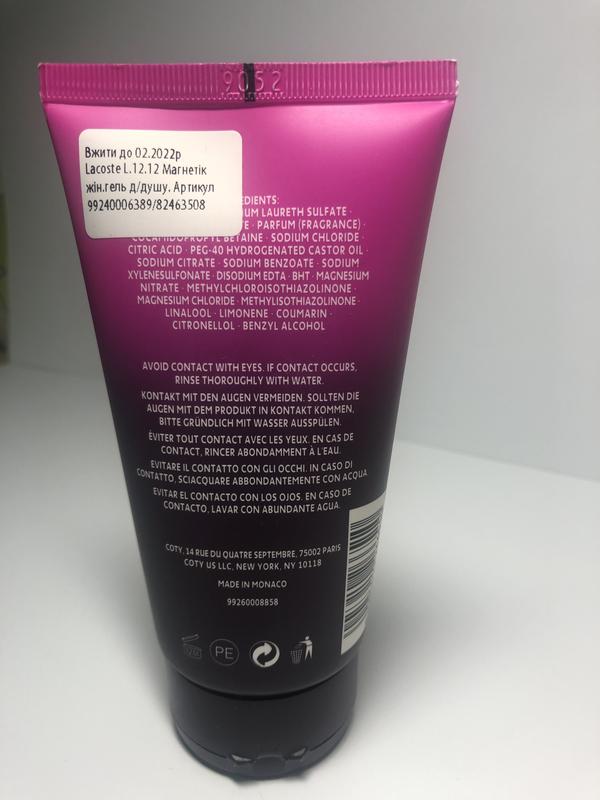 9052
Вжити до 02.2022р
Lacoste L.12.12 Магнетік
жін.гель д/душу. Артикул
99240006389/82463508
EDIENTS:
UM LAURETH SULFATE ·
TE · PARFUM (FRAGRANCE) ·
COCAMIDOPROPYL BETAINE · SODIUM CHLORIDE ·
CITRIC ACID · PEG-40 HYDROGENATED CASTOR OIL ·
SODIUM CITRATE · SODIUM BENZOATE · SODIUM
XYLENESULFONATE · DISODIUM EDTA · BHT · MAGNESIUM
NITRATE · METHYLCHLOROISOTHIAZOLINONE ·
MAGNESIUM CHLORIDE · METHYLISOTHIAZOLINONE ·
LINALOOL · LIMONENE · COUMARIN ·
CITRONELLOL · BENZYL ALCOHOL
AVOID CONTACT WITH EYES. IF CONTACT OCCURS,
RINSE THOROUGHLY WITH WATER.
KONTAKT MIT DEN AUGEN VERMEIDEN. SOLLTEN DIE
AUGEN MIT DEM PRODUKT IN KONTAKT KOMMEN,
BITTE GRÜNDLICH MIT WASSER AUSSPÜLEN.
ÉVITER TOUT CONTACT AVEC LES YEUX. EN CAS DE
CONTACT, RINCER ABONDAMMENT À L'EAU.
EVITARE IL CONTATTO CON GLI OCCHI. IN CASO DI
CONTATTO, SCIACQUARE ABBONDANTEMENTE CON ACQUA.
EVITAR EL CONTACTO CON LOS OJOS. EN CASO DE
CONTACTO, LAVAR CON ABUNDANTE AGUA.
COTY, 14 RUE DU QUATRE SEPTEMBRE, 75002 PARIS
COTY US LLC, NEW YORK, NY 10118
MADE IN MONACO
99260008858
PE